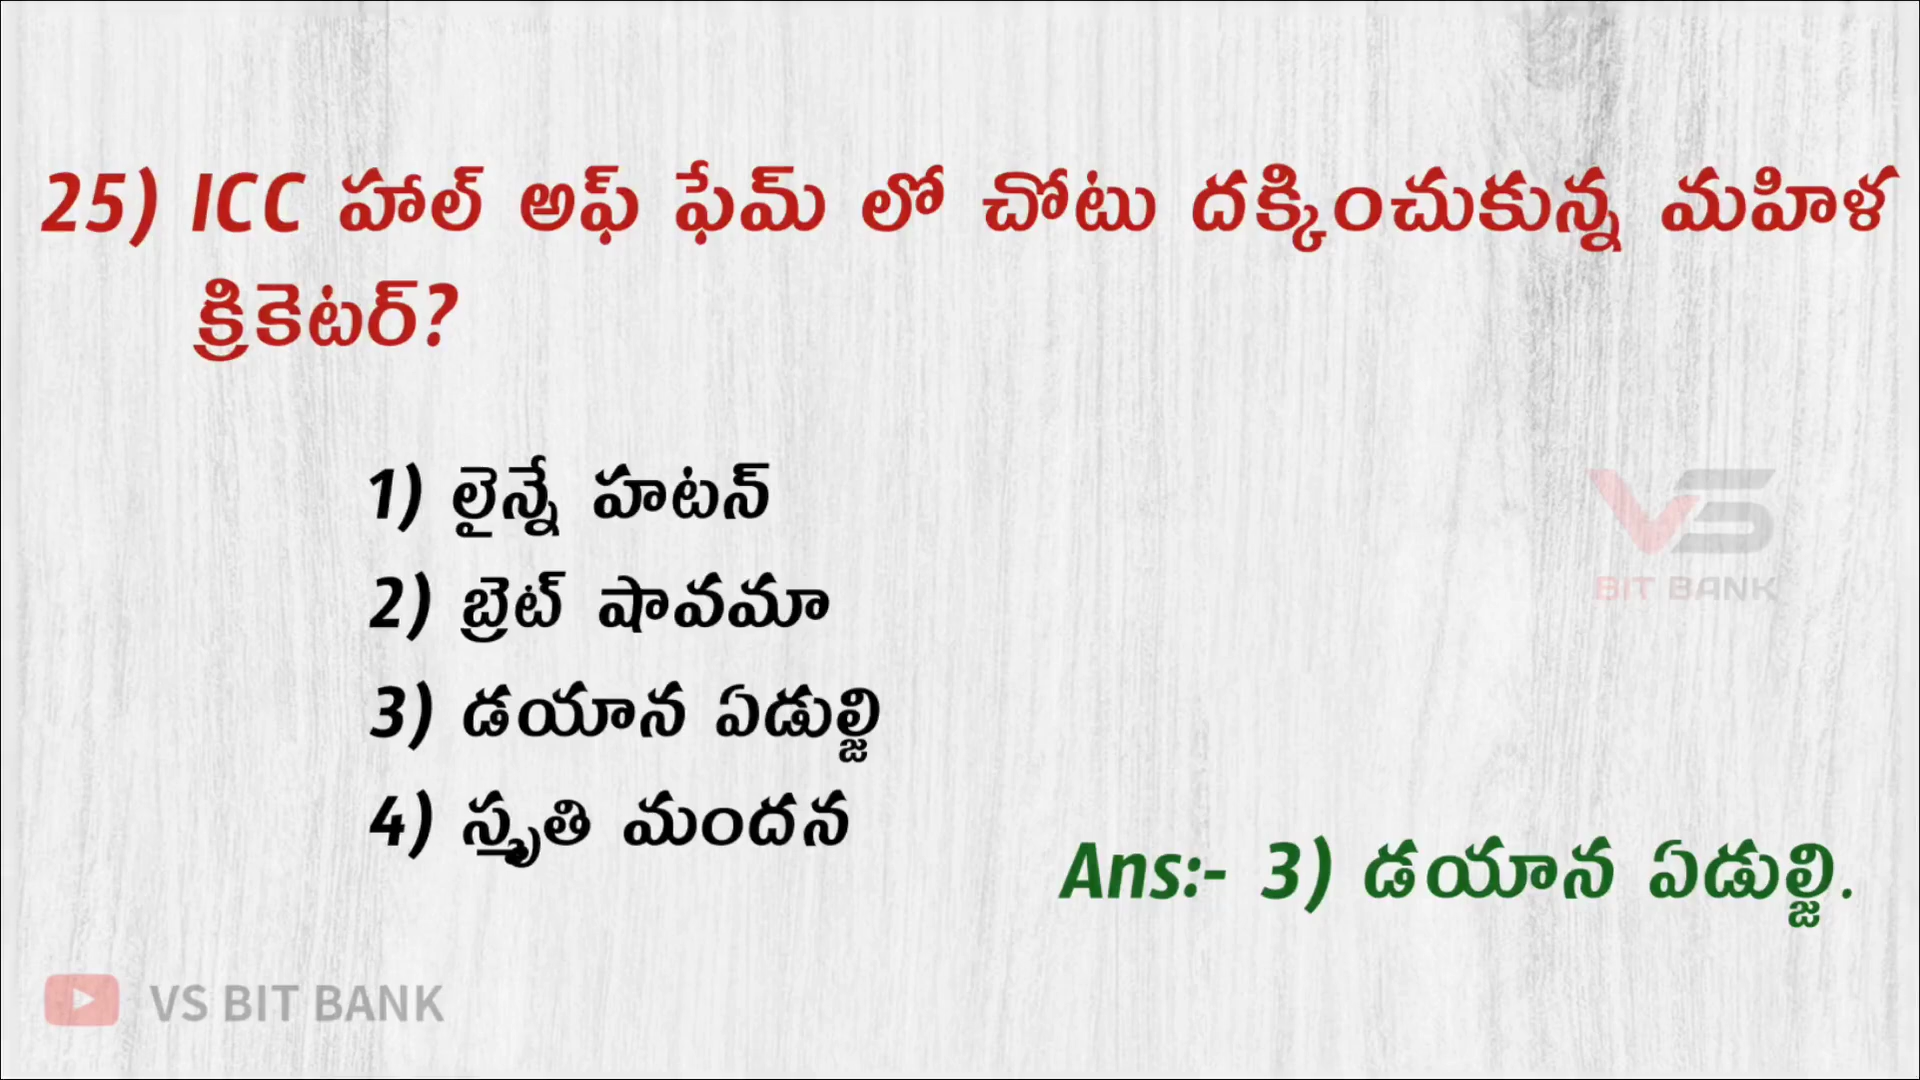 25) ICC హాల్ అఫ్ ఫేమ్ లో చోటు దక్కించుకున్న మహిళ
క్రికెటర్?
1) లైన్నే హటన్
2) బ్రెట్ షావమా
3) డయాన ఏడుల్జి
4) స్మృతి మందన
Ans:- 3) డయాన ఏడుల్జి.
VS
BIT BANK
VS BIT BANK